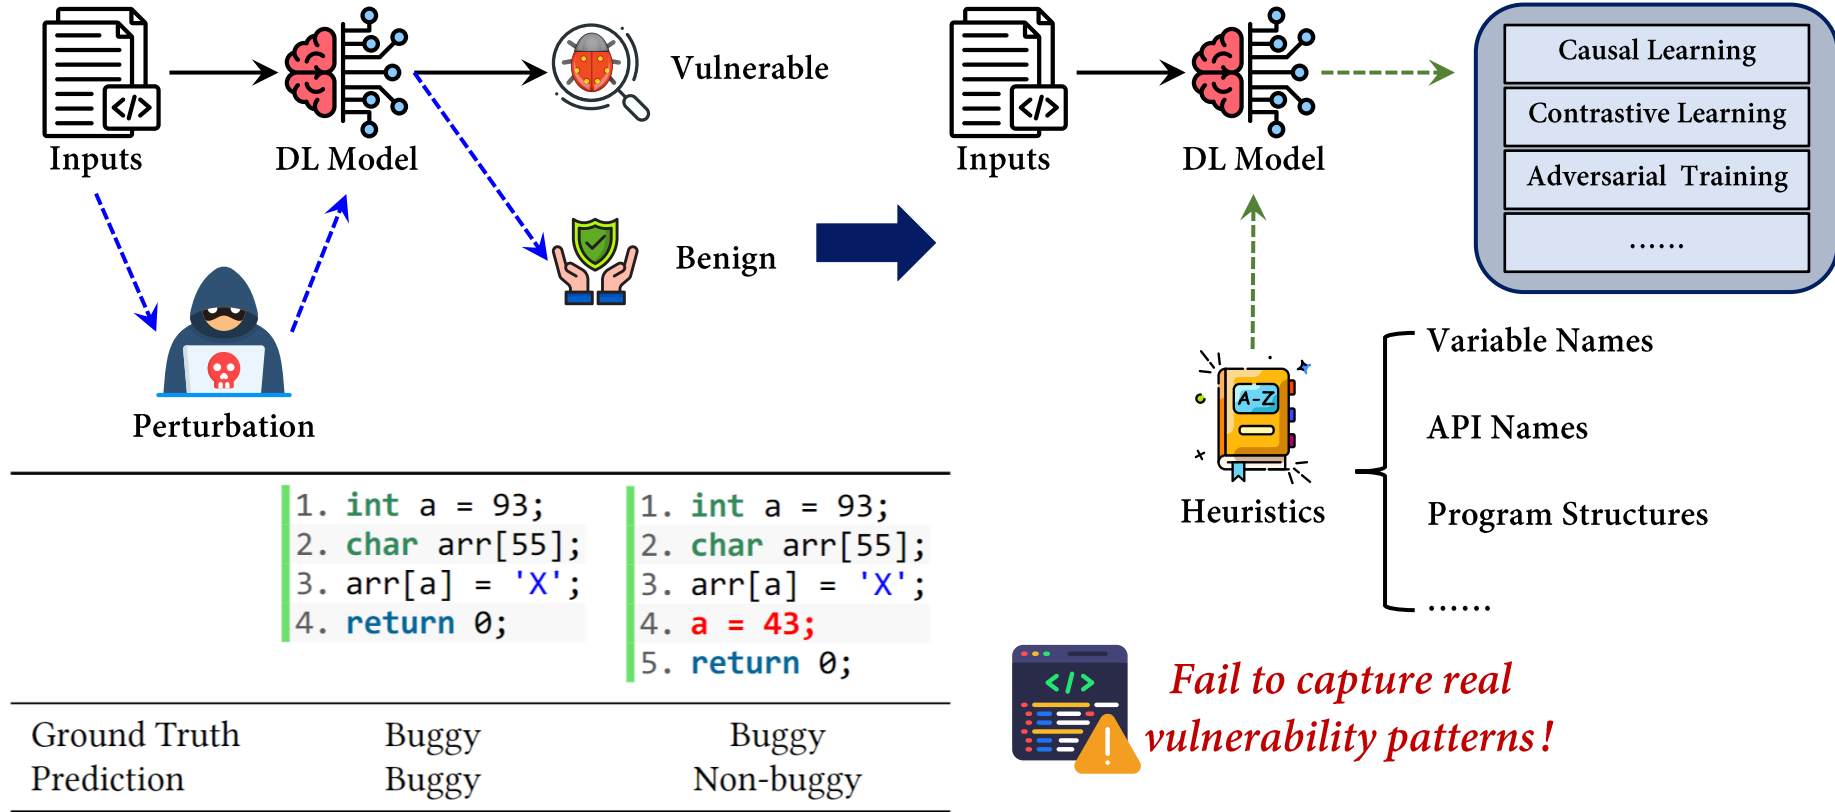 </>
Inputs
DL Model
Vulnerable
Benign
Perturbation
1. int a = 93;
2. char arr[55];
3. arr[a] = 'X';
4. return 0;
1. int a = 93;
2. char arr[55];
3. arr[a] = 'X';
4. a = 43;
5. return 0;
Ground Truth Buggy Buggy
Prediction Buggy Non-buggy
</>
Inputs
DL Model
Causal Learning
Contrastive Learning
Adversarial Training
......
A-Z
Heuristics
Variable Names
API Names
Program Structures
......
</>
!
Fail to capture real
vulnerability patterns!